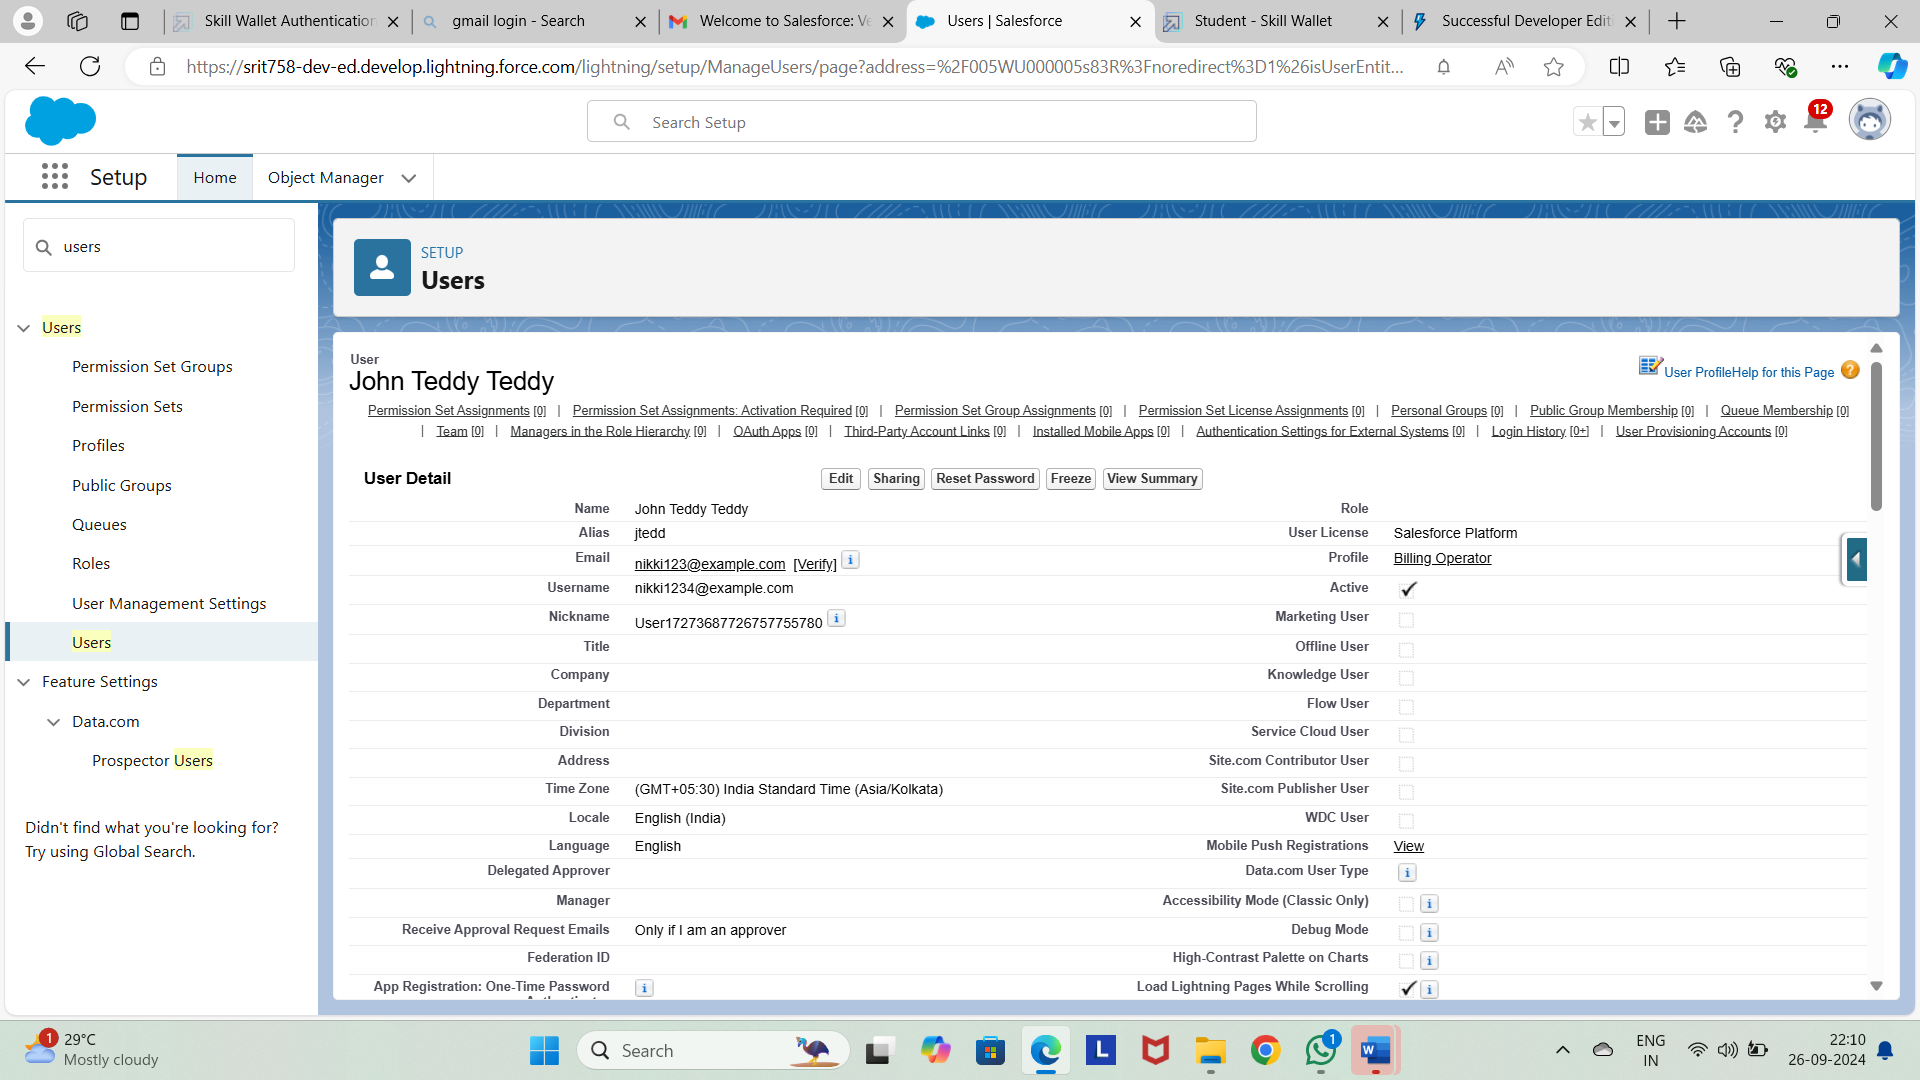 Skill Wallet Authentication
gmail login - Search
Welcome to Salesforce: Ve
Users | Salesforce
Student - Skill Wallet
Successful Developer Editi
https://srit758-dev-ed.develop.lightning.force.com/lightning/setup/ManageUsers/page?address=%2F005WU000005s83R%3Fnoredirect%3D1%26isUserEntit...
Search Setup
12
Setup
Home
Object Manager
users
Users
Permission Set Groups
Permission Sets
Profiles
Public Groups
Queues
Roles
User Management Settings
Users
Feature Settings
Data.com
Prospector Users
Didn't find what you're looking for?
Try using Global Search.
SETUP
Users
User
John Teddy Teddy
User Profile Help for this Page
Permission Set Assignments [0] | Permission Set Assignments: Activation Required [0] | Permission Set Group Assignments [0] | Permission Set License Assignments [0] | Personal Groups [0] | Public Group Membership [0] | Queue Membership [0]
| Team [0] | Managers in the Role Hierarchy [0] | OAuth Apps [0] | Third-Party Account Links [0] | Installed Mobile Apps [0] | Authentication Settings for External Systems [0] | Login History [0+] | User Provisioning Accounts [0]
User Detail
Edit Sharing Reset Password Freeze View Summary
Name John Teddy Teddy Role
Alias jtedd User License Salesforce Platform
Email nikki123@example.com [Verify] i Profile Billing Operator
Username nikki1234@example.com Active
Nickname User17273687726757755780 i Marketing User
Title Offline User
Company Knowledge User
Department Flow User
Division Service Cloud User
Address Site.com Contributor User
Time Zone (GMT+05:30) India Standard Time (Asia/Kolkata) Site.com Publisher User
Locale English (India) WDC User
Language English Mobile Push Registrations View
Delegated Approver Data.com User Type i
Manager Accessibility Mode (Classic Only) i
Receive Approval Request Emails Only if I am an approver Debug Mode i
Federation ID High-Contrast Palette on Charts i
App Registration: One-Time Password i Load Lightning Pages While Scrolling i
1
29°C
Mostly cloudy
Search
L
1
W
ENG
IN
22:10
26-09-2024